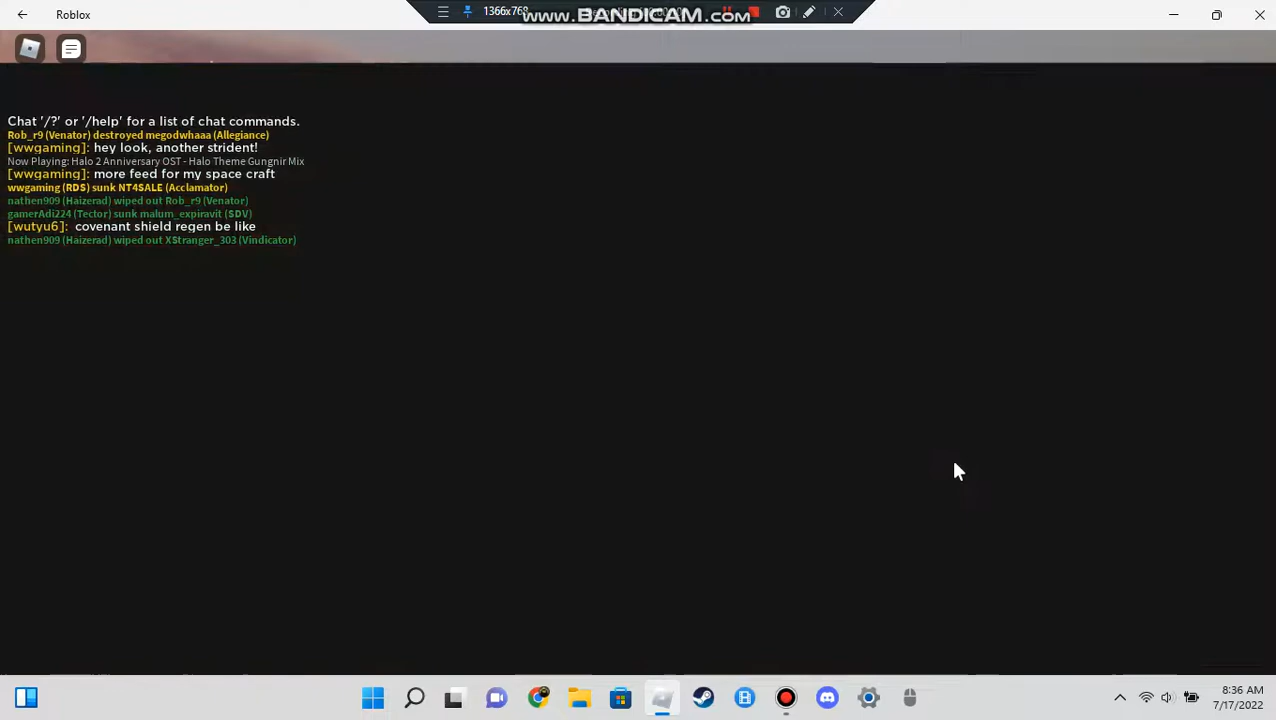 Roblox
1366x768
www.BANDICAM.com
Chat '/?' or '/help' for a list of chat commands.
Rob_r9 (Venator) destroyed megodwhaaa (Allegiance)
[wwgaming]: hey look, another strident!
Now Playing: Halo 2 Anniversary OST - Halo Theme Gungnir Mix
[wwgaming]: more feed for my space craft
wwgaming (RDS) sunk NT4SALE (Acclamator)
nathen909 (Haizerad) wiped out Rob_r9 (Venator)
gamerAdi224 (Tector) sunk malum_expiravit (SDV)
[wutyu6]: covenant shield regen be like
nathen909 (Haizerad) wiped out XStranger_303 (Vindicator)
8:36 AM
7/17/2022